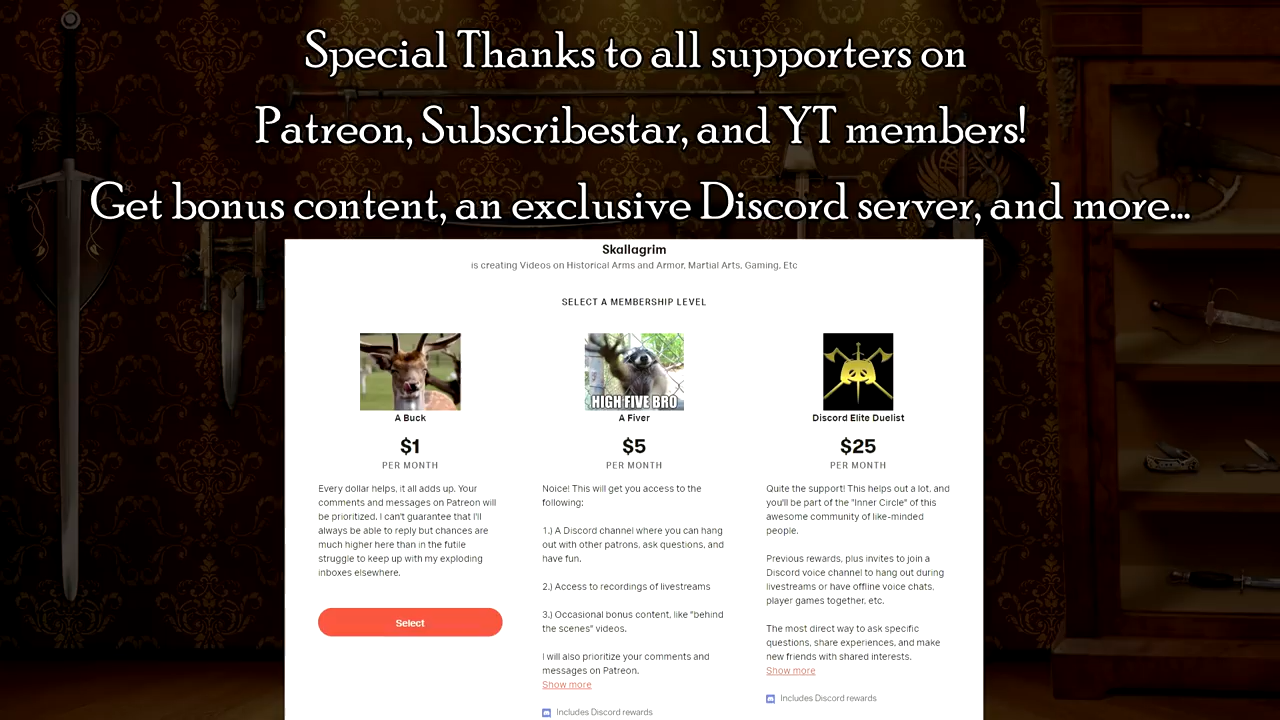 Special Thanks to all supporters on
Patreon, Subscribestar, and YT members!
Get bonus content, an exclusive Discord server, and more...
Skallagrim
is creating Videos on Historical Arms and Armor, Martial Arts, Gaming, Etc
SELECT A MEMBERSHIP LEVEL
A Buck
$1
PER MONTH
Every dollar helps, it all adds up. Your
comments and messages on Patreon will
be prioritized. I can't guarantee that I'll
always be able to reply but chances are
much higher here than in the futile
struggle to keep up with my exploding
inboxes elsewhere.
Select
HIGH FIVE BRO
A Fiver
$5
PER MONTH
Noice! This will get you access to the
following:
1.) A Discord channel where you can hang
out with other patrons, ask questions, and
have fun.
2.) Access to recordings of livestreams
3.) Occasional bonus content, like "behind
the scenes" videos.
I will also prioritize your comments and
messages on Patreon.
Show more
Includes Discord rewards
Discord Elite Duelist
$25
PER MONTH
Quite the support! This helps out a lot, and
you'll be part of the "Inner Circle" of this
awesome community of like-minded
people.
Previous rewards, plus invites to join a
Discord voice channel to hang out during
livestreams or have offline voice chats,
player games together, etc.
The most direct way to ask specific
questions, share experiences, and make
new friends with shared interests.
Show more
Includes Discord rewards